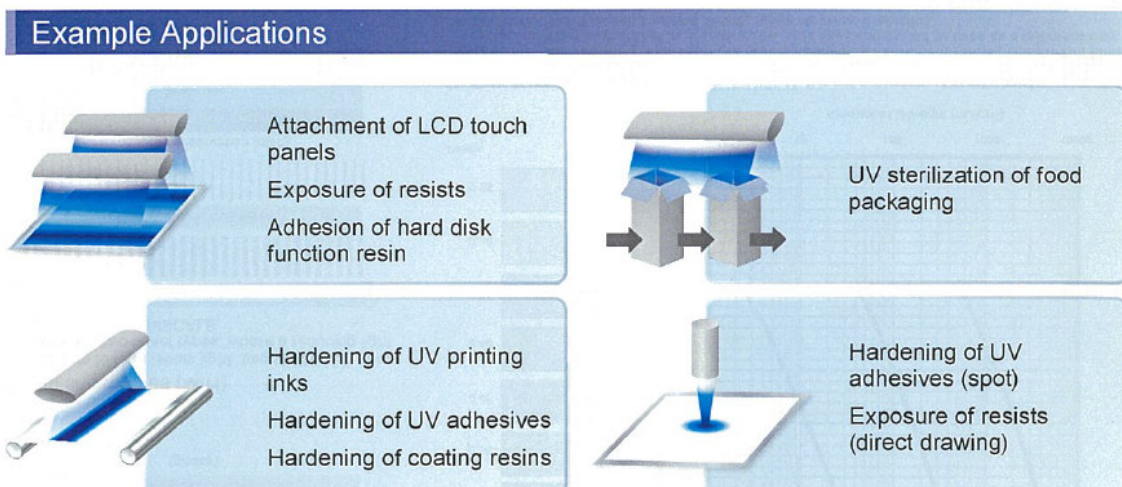 Example Applications
Attachment of LCD touch
panels
Exposure of resists
Adhesion of hard disk
function resin
UV sterilization of food
packaging
Hardening of UV printing
inks
Hardening of UV adhesives
Hardening of coating resins
Hardening of UV
adhesives (spot)
Exposure of resists
(direct drawing)